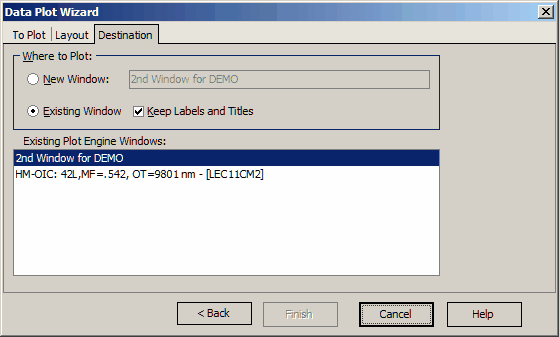 Data Plot Wizard
To Plot Layout Destination
Where to Plot:
New Window: 2nd Window for DEMO
Existing Window Keep Labels and Titles
Existing Plot Engine Windows:
2nd Window for DEMO
HM-OIC: 42L,MF=.542, OT=9801 nm - [LEC11CM2]
< Back Finish Cancel Help